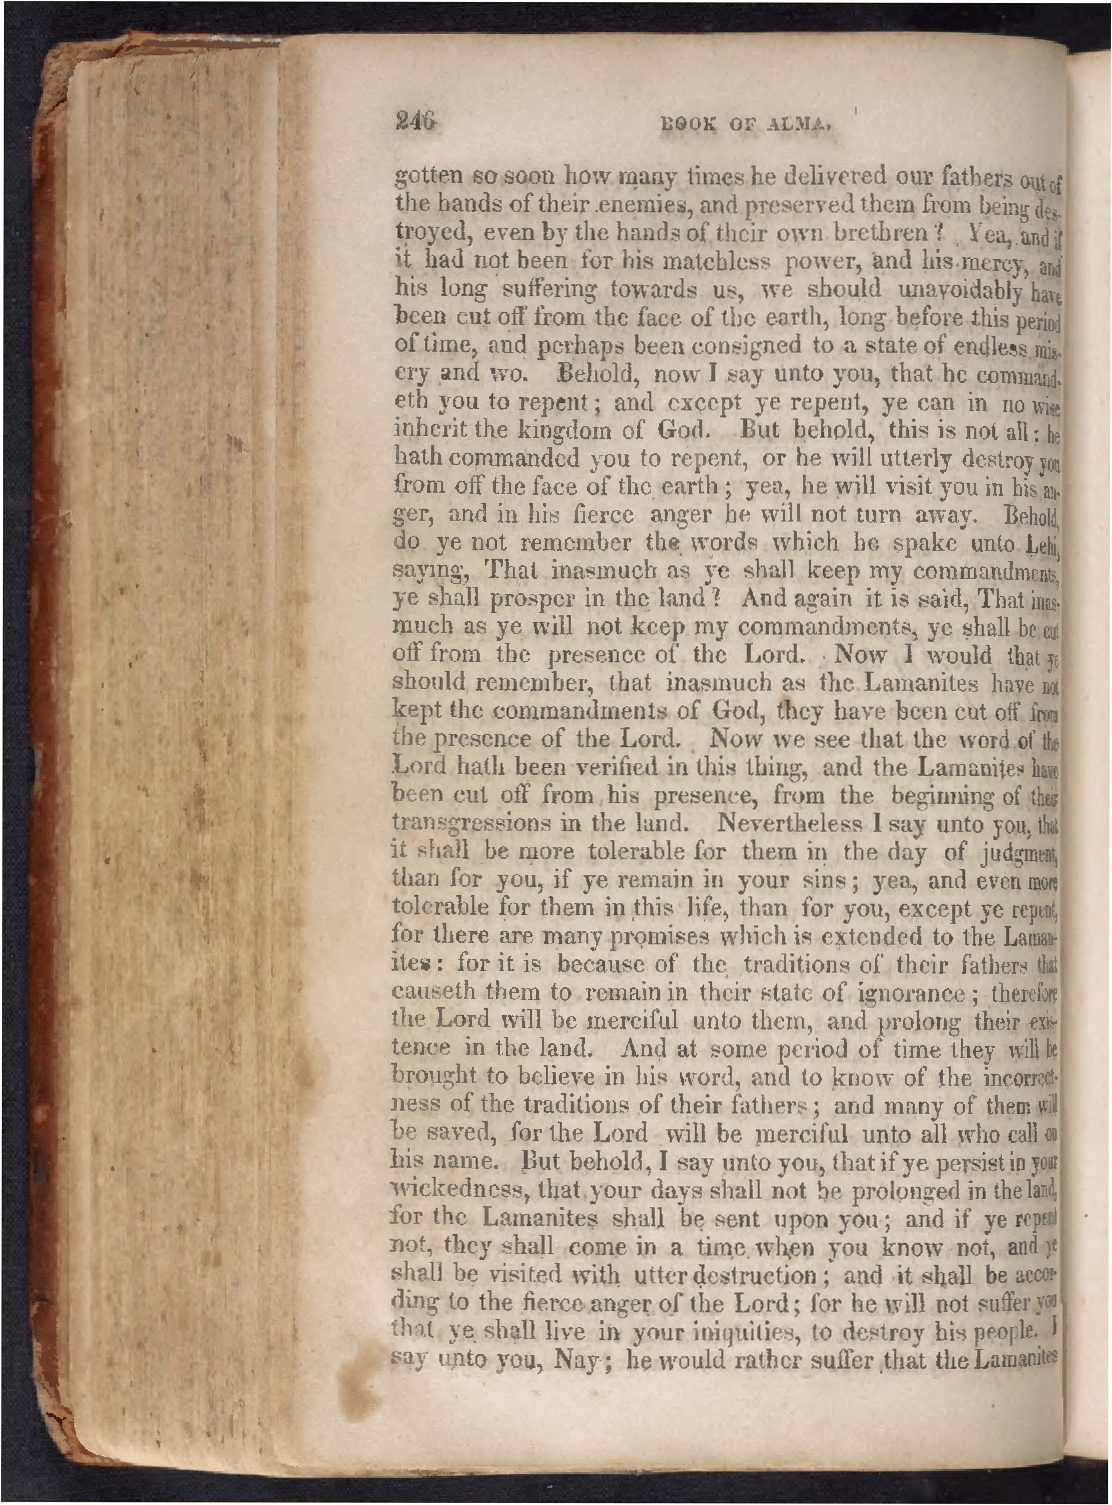 246 BOOK OF ALMA.
gotten so soon how many times he delivered our fathers out of
the hands of their enemies, and preserved them from being des-
troyed, even by the hands of their own brethren? Yea, and if
it had not been for his matchless power, and his mercy, and
his long suffering towards us, we should unavoidably have
been cut off from the face of the earth, long before this period
of time, and perhaps been consigned to a state of endless mis-
ery and wo. Behold, now I say unto you, that he command-
eth you to repent; and except ye repent, ye can in no wise
inherit the kingdom of God. But behold, this is not all: he
hath commanded you to repent, or he will utterly destroy you
from off the face of the earth; yea, he will visit you in his an-
ger, and in his fierce anger he will not turn away. Behold,
do ye not remember the words which he spake unto Lehi,
saying, That inasmuch as ye shall keep my commandments,
ye shall prosper in the land? And again it is said, That inas-
much as ye will not keep my commandments, ye shall be cut
off from the presence of the Lord. Now I would that ye
should remember, that inasmuch as the Lamanites have not
kept the commandments of God, they have been cut off from
the presence of the Lord. Now we see that the word of the
Lord hath been verified in this thing, and the Lamanites have
been cut off from his presence, from the beginning of their
transgressions in the land. Nevertheless I say unto you, that
it shall be more tolerable for them in the day of judgment,
than for you, if ye remain in your sins; yea, and even more
tolerable for them in this life, than for you, except ye repent,
for there are many promises which is extended to the Laman-
ites: for it is because of the traditions of their fathers that
causeth them to remain in their state of ignorance; therefore
the Lord will be merciful unto them, and prolong their exis-
tence in the land. And at some period of time they will be
brought to believe in his word, and to know of the incorrect-
ness of the traditions of their fathers; and many of them will
be saved, for the Lord will be merciful unto all who call on
his name. But behold, I say unto you, that if ye persist in your
wickedness, that your days shall not be prolonged in the land,
for the Lamanites shall be sent upon you; and if ye repent
not, they shall come in a time when you know not, and ye
shall be visited with utter destruction; and it shall be accor-
ding to the fierce anger of the Lord; for he will not suffer you
that ye shall live in your iniquities, to destroy his people. I
say unto you, Nay; he would rather suffer that the Lamanites